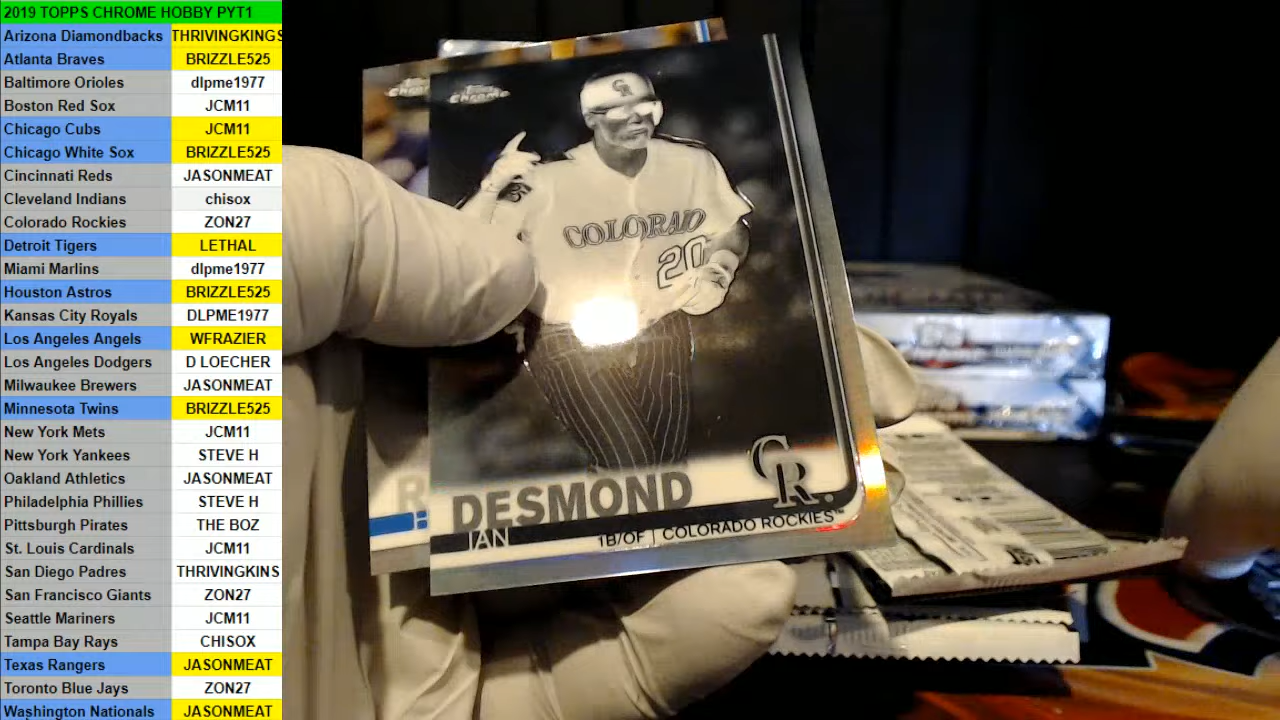 2019 TOPPS CHROME HOBBY PYT1
Arizona Diamondbacks THRIVINGKINGS
Atlanta Braves BRIZZLE525
Baltimore Orioles dlpme1977
Boston Red Sox JCM11
Chicago Cubs JCM11
Chicago White Sox BRIZZLE525
Cincinnati Reds JASONMEAT
Cleveland Indians chisox
Colorado Rockies ZON27
Detroit Tigers LETHAL
Miami Marlins dlpme1977
Houston Astros BRIZZLE525
Kansas City Royals DLPME1977
Los Angeles Angels WFRAZIER
Los Angeles Dodgers D LOECHER
Milwaukee Brewers JASONMEAT
Minnesota Twins BRIZZLE525
New York Mets JCM11
New York Yankees STEVE H
Oakland Athletics JASONMEAT
Philadelphia Phillies STEVE H
Pittsburgh Pirates THE BOZ
St. Louis Cardinals JCM11
San Diego Padres THRIVINGKINS
San Francisco Giants ZON27
Seattle Mariners JCM11
Tampa Bay Rays CHISOX
Texas Rangers JASONMEAT
Toronto Blue Jays ZON27
Washington Nationals JASONMEAT
Chrome
CR
COLORADO
20
CR
DESMOND
IAN
1B/OF | COLORADO ROCKIES™
R